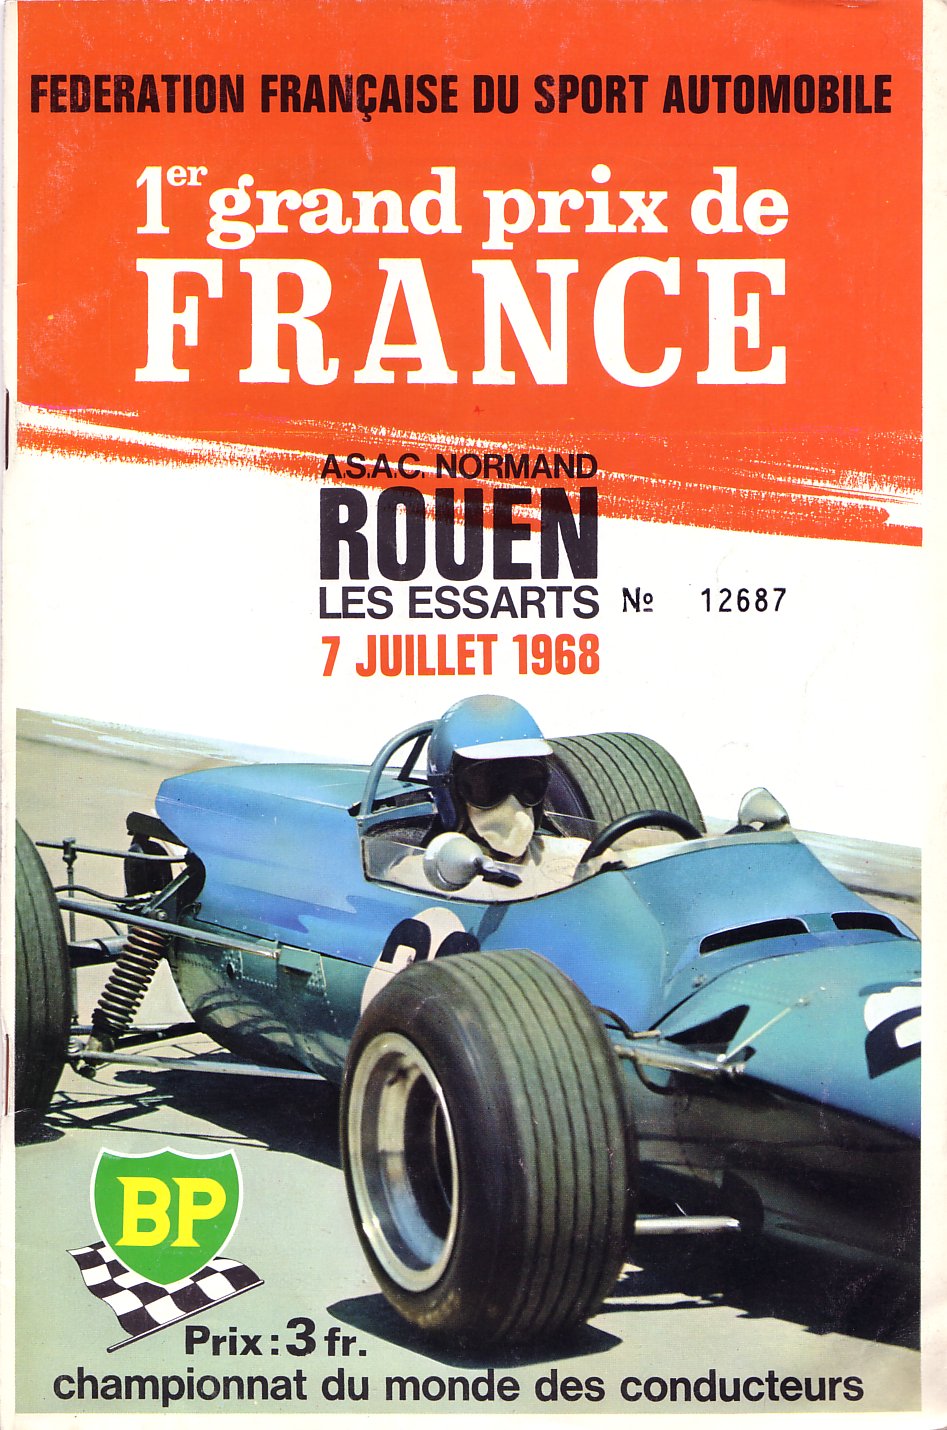 FEDERATION FRANÇAISE DU SPORT AUTOMOBILE
1er grand prix de
FRANCE
A.S.A.C. NORMAND
ROUEN
LES ESSARTS № 12687
7 JUILLET 1968
BP
Prix : 3 fr.
championnat du monde des conducteurs